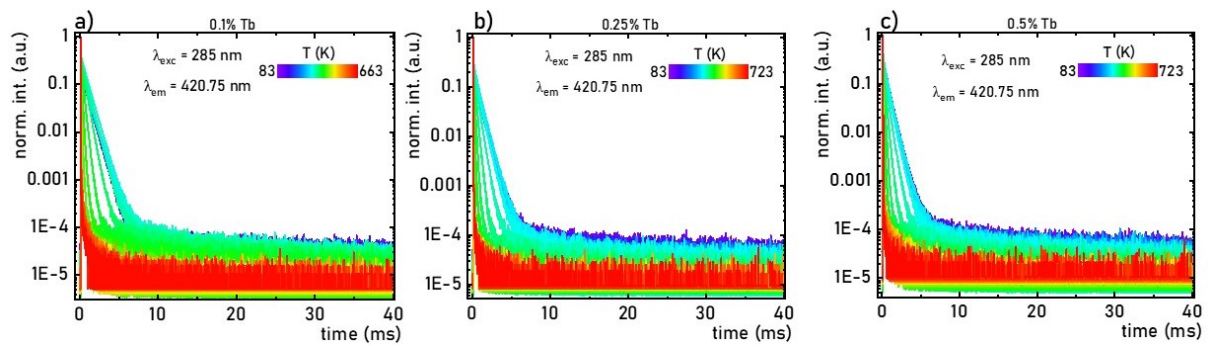 a)
0.1% Tb
norm. int. (a.u.)
1
0.1
0.01
0.001
1E-4
1E-5
λexc = 285 nm
λem = 420.75 nm
T (K)
83 663
0 10 20 30 40
time (ms)
b)
0.25% Tb
norm. int. (a.u.)
1
0.1
0.01
0.001
1E-4
1E-5
λexc = 285 nm
λem = 420.75 nm
T (K)
83 723
0 10 20 30 40
time (ms)
c)
0.5% Tb
norm. int. (a.u.)
1
0.1
0.01
0.001
1E-4
1E-5
λexc = 285 nm
λem = 420.75 nm
T (K)
83 723
0 10 20 30 40
time (ms)